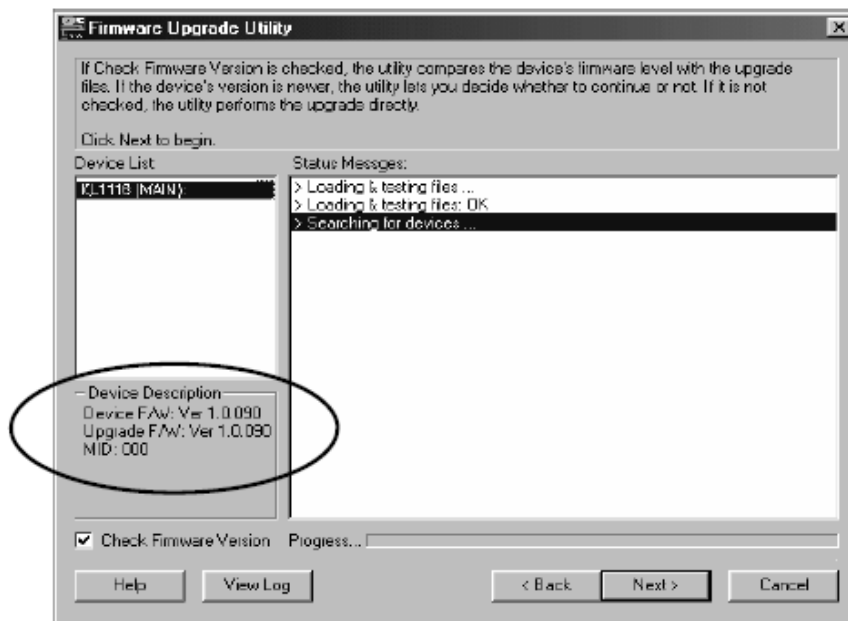 Firmware Upgrade Utility
If Check Firmware Version is checked, the utility compares the device's firmware level with the upgrade
files. If the device's version is newer, the utility lets you decide whether to continue or not. If it is not
checked, the utility performs the upgrade directly.
Click Next to begin.
Device List
KL1116 (MAIN):
Status Messges:
> Loading & testing files ...
> Loading & testing files: OK
> Searching for devices ...
Device Description
Device F/W: Ver 1.0.090
Upgrade F/W: Ver 1.0.090
MID: 000
Check Firmware Version
Progress...
Help
View Log
< Back
Next >
Cancel